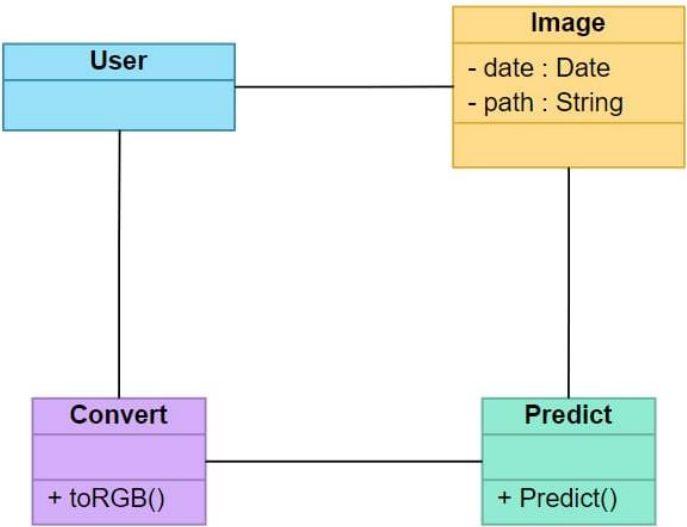 User
Image
- date : Date
- path : String
Convert
+ toRGB()
Predict
+ Predict()